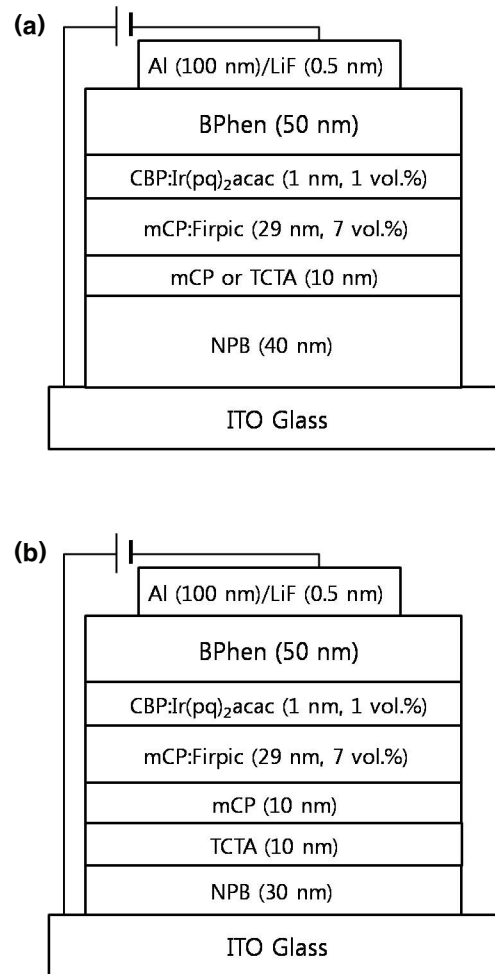 (a)
Al (100 nm)/LiF (0.5 nm)
BPhen (50 nm)
CBP:Ir(pq)₂acac (1 nm, 1 vol.%)
mCP:Firpic (29 nm, 7 vol.%)
mCP or TCTA (10 nm)
NPB (40 nm)
ITO Glass
(b)
Al (100 nm)/LiF (0.5 nm)
BPhen (50 nm)
CBP:Ir(pq)₂acac (1 nm, 1 vol.%)
mCP:Firpic (29 nm, 7 vol.%)
mCP (10 nm)
TCTA (10 nm)
NPB (30 nm)
ITO Glass